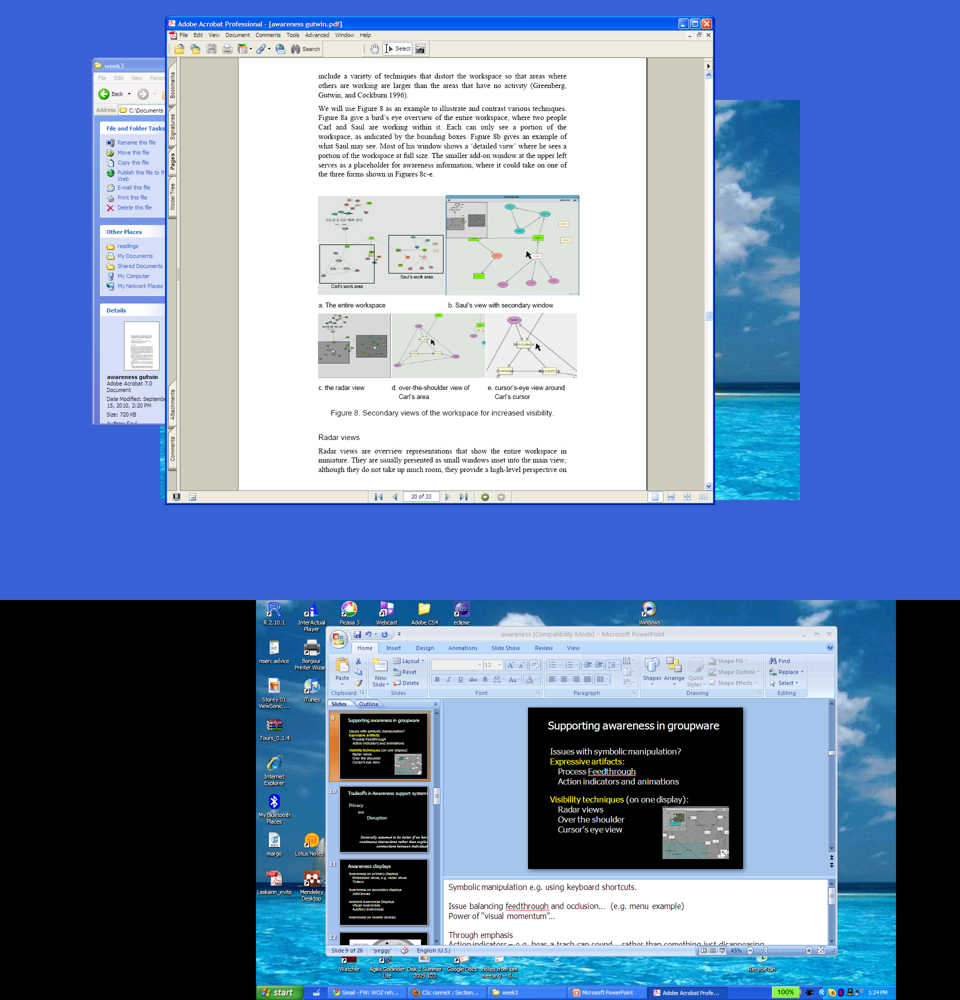 Adobe Acrobat Professional - [awareness gutwin.pdf]
File Edit View Document Comments Tools Advanced Window Help
Search
Select
week3
File Edit View
Back
Address C:\Documents
File and Folder Tasks
Rename this file
Move this file
Copy this file
Publish this file to
Web
E-mail this file
Print this file
Delete this file
Other Places
readings
My Documents
Shared Documents
My Computer
My Network Places
Details
awareness gutwin
Adobe Acrobat 7.0
Document
Date Modified:
15, 2010, 2:20 PM
Size: 720 KB
Bookmarks
Signatures
Pages
Model Tree
Attachments
Comments
include a variety of techniques that distort the workspace so that areas where
others are working are larger than the areas that have no activity (Greenberg,
Gutwin, and Cockburn 1996).
We will use Figure 8 as an example to illustrate and contrast various techniques.
Figure 8a give a bird's eye overview of the entire workspace, where two people
Carl and Saul are working within it. Each can only see a portion of the
workspace, as indicated by the bounding boxes. Figure 8b gives an example of
what Saul may see. Most of his window shows a 'detailed view' where he sees a
portion of the workspace at full size. The smaller add-on window at the upper left
serves as a placeholder for awareness information, where it could take on one of
the three forms shown in Figures 8c-e.
Carl's work area
Saul's work area
a. The entire workspace
b. Saul's view with secondary window
Environment
Knowledge
Exploration
c. the radar view
d. over-the-shoulder view of
Carl's area
e. cursor's-eye view around
Carl's cursor
Figure 8. Secondary views of the workspace for increased visibility.
Radar views
Radar views are overview representations that show the entire workspace in
miniature. They are usually presented as small windows inset into the main view;
although they do not take up much room, they provide a high-level perspective on
20 of 33
R 2.10.1
InterActual
Player
Picasa 3
Webcast
Adobe CS4
eclipse
Windows
nserc advice
Bonjour
Printer Wizar
Storey 01
ViewSonic ...
iTunes
Tours_0.1.4
Internet
Explorer
My Bluetooth
Places
margo
Lotus Notes
Laskarin_evite
Mendeley
Desktop
awareness [Compatibility Mode] - Microsoft PowerPoint
Home Insert Design Animations Slide Show Review View
Paste
Clipboard
New
Slide
Layout
Reset
Delete
Slides
12
Font
Paragraph
Shapes
Arrange
Quick
Styles
Shape Fill
Shape Outline
Shape Effects
Drawing
Find
Replace
Select
Editing
Slides Outline
9
Supporting awareness in groupware
Issues with symbolic manipulation?
Expressive artifacts:
Process Feedthrough
Action indicators and animations
Visibility techniques (on one display):
Radar views
Over the shoulder
Cursor's eye view
10
Tradeoffs in Awareness support systems
Privacy
and
Disruption
Generally assumed to be better if we have
continuous interactions rather than
connections between
11
Awareness displays
Awareness on primary displays
Embedded views, e.g. radar views
Tickers
Awareness on secondary displays
InfoCanvas
Ambient Awareness Displays
Visual awareness
Auditory awareness
Awareness on mobile devices
12
Supporting awareness in groupware
Issues with symbolic manipulation?
Expressive artifacts:
Process Feedthrough
Action indicators and animations
Visibility techniques (on one display):
Radar views
Over the shoulder
Cursor's eye view
Symbolic manipulation e.g. using keyboard shortcuts.
Issue balancing feedthrough and occlusion... (e.g. menu example)
Power of "visual momentum"...
Through emphasis
Action indicators – e.g. hear a trash can sound rather than something just disappearing
Slide 9 of 26 "peggy" English (U.S.) 45%
Watcher
Agilix GoBinder
Lite
Disk 1 Summer
2009 103
Google Docs
notes from ibm
meeting -- d...
Recycle Bin
start Gmail - FW: WOZ reh... CSc conneX : Section... week3 Microsoft PowerPoint Adobe Acrobat Profe... 100% 1:24 PM